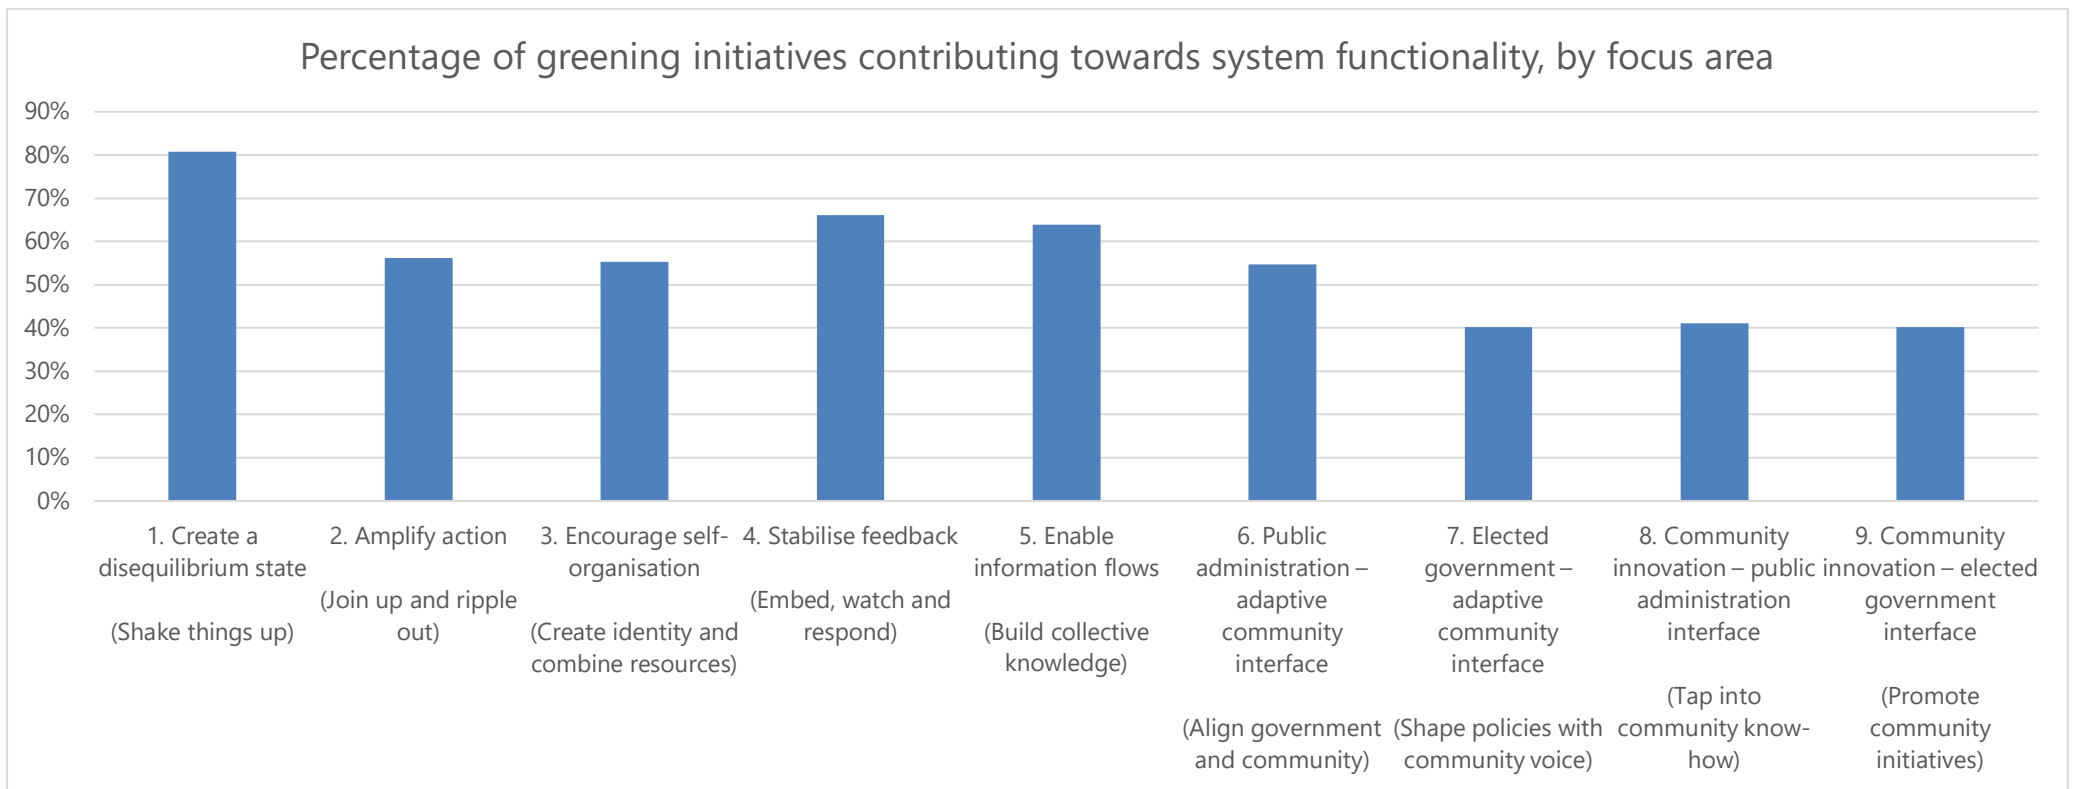 Percentage of greening initiatives contributing towards system functionality, by focus area
90%
80%
70%
60%
50%
40%
30%
20%
10%
0%
1. Create a
disequilibrium state
(Shake things up)
2. Amplify action
(Join up and ripple
out)
3. Encourage self-
organisation
(Create identity and
combine resources)
4. Stabilise feedback
(Embed, watch and
respond)
5. Enable
information flows
(Build collective
knowledge)
6. Public
administration –
adaptive
community
interface
(Align government
and community)
7. Elected
government –
adaptive
community
interface
(Shape policies with
community voice)
8. Community
innovation – public
administration
interface
(Tap into
community know-
how)
9. Community
innovation – elected
government
interface
(Promote
community
initiatives)